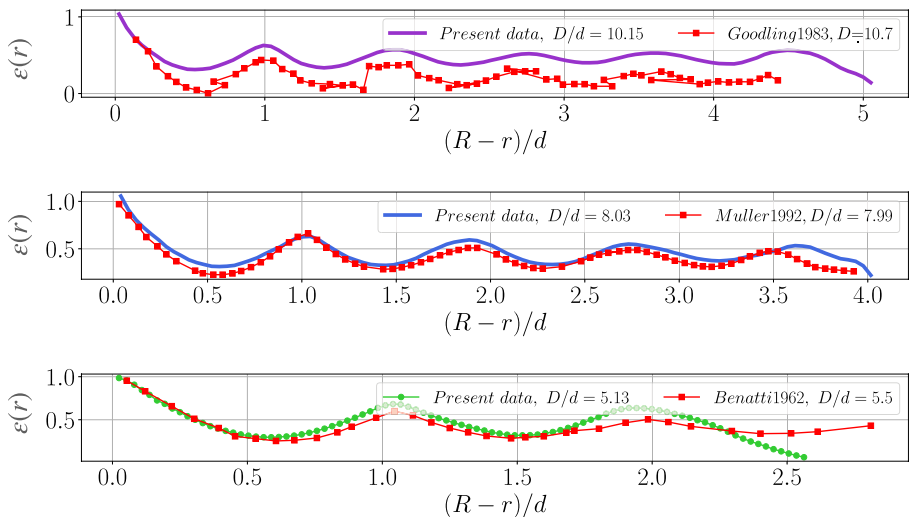 1
0
ε(r)
Present data, D/d = 10.15
Goodling1983, D=10.7
0 1 2 3 4 5
(R − r)/d
1.0
0.5
ε(r)
Present data, D/d = 8.03
Muller1992, D/d = 7.99
0.0 0.5 1.0 1.5 2.0 2.5 3.0 3.5 4.0
(R − r)/d
1.0
0.5
ε(r)
Present data, D/d = 5.13
Benatti1962, D/d = 5.5
0.0 0.5 1.0 1.5 2.0 2.5
(R − r)/d